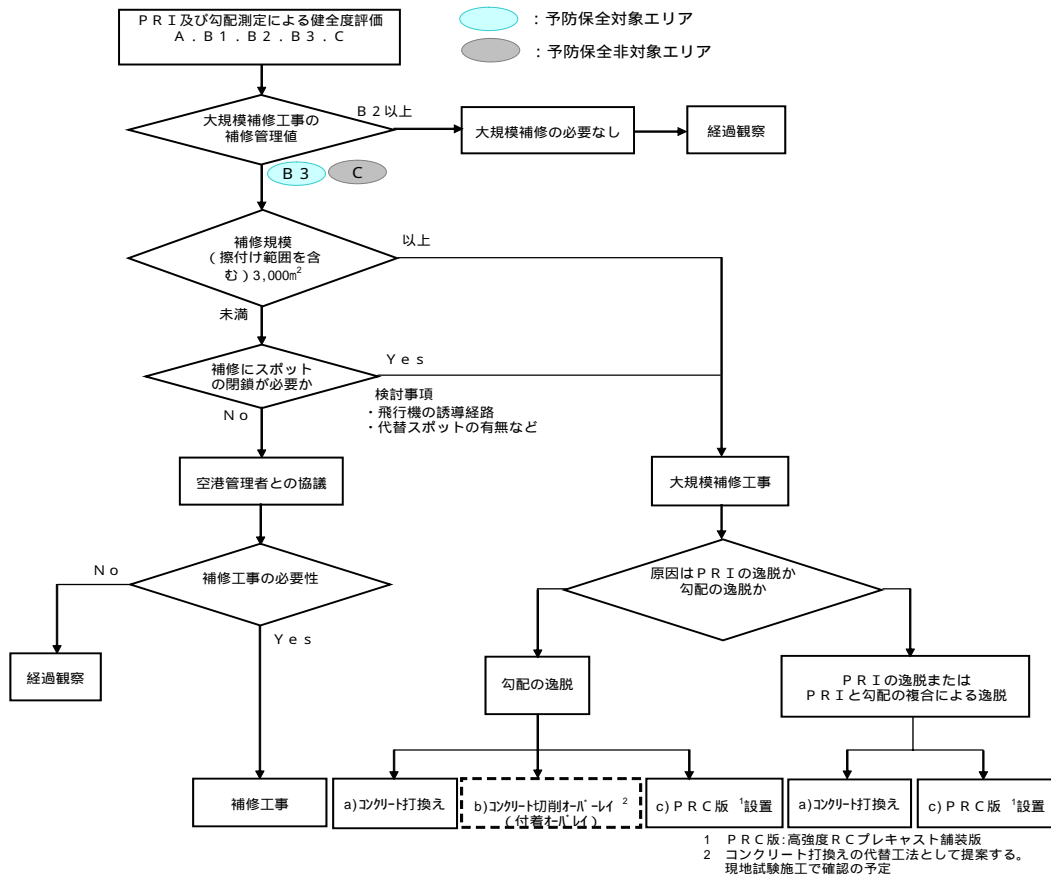 ＰＲＩ及び勾配測定による健全度評価
Ａ．Ｂ１．Ｂ２．Ｂ３．Ｃ
：予防保全対象エリア
：予防保全非対象エリア
大規模補修工事の
補修管理値
Ｂ２以上
大規模補修の必要なし
経過観察
Ｂ３
Ｃ
補修規模
（擦付け範囲を含
む）3,000㎡
以上
未満
補修にスポット
の閉鎖が必要か
Ｙｅｓ
検討事項
・飛行機の誘導経路
・代替スポットの有無など
Ｎｏ
空港管理者との協議
大規模補修工事
補修工事の必要性
Ｎｏ
Ｙｅｓ
経過観察
原因はＰＲＩの逸脱か
勾配の逸脱か
勾配の逸脱
ＰＲＩの逸脱または
ＰＲＩと勾配の複合による逸脱
補修工事
a)ｺﾝｸﾘｰﾄ打換え
b)ｺﾝｸﾘｰﾄ切削ｵｰﾊﾞｰﾚｲ ２
（付着ｵｰﾊﾞﾚｲ）
c)ＰＲＣ版 １設置
a)ｺﾝｸﾘｰﾄ打換え
c)ＰＲＣ版 １設置
１ ＰＲＣ版：高強度ＲＣプレキャスト舗装版
２ コンクリート打換えの代替工法として提案する。
現地試験施工で確認の予定